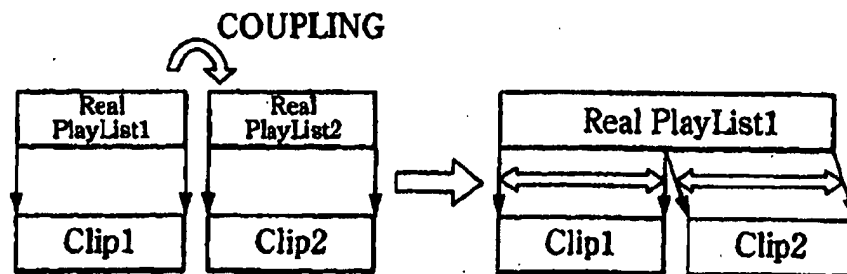 COUPLING
Real
PlayList1
Real
PlayList2
Real PlayList1
Clip1
Clip2
Clip1
Clip2